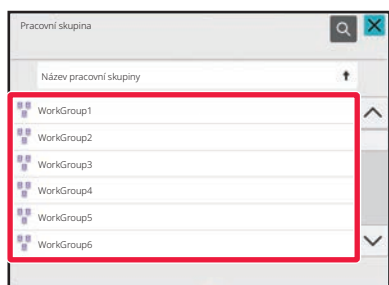 Pracovní skupina
Název pracovní skupiny
WorkGroup1
WorkGroup2
WorkGroup3
WorkGroup4
WorkGroup5
WorkGroup6